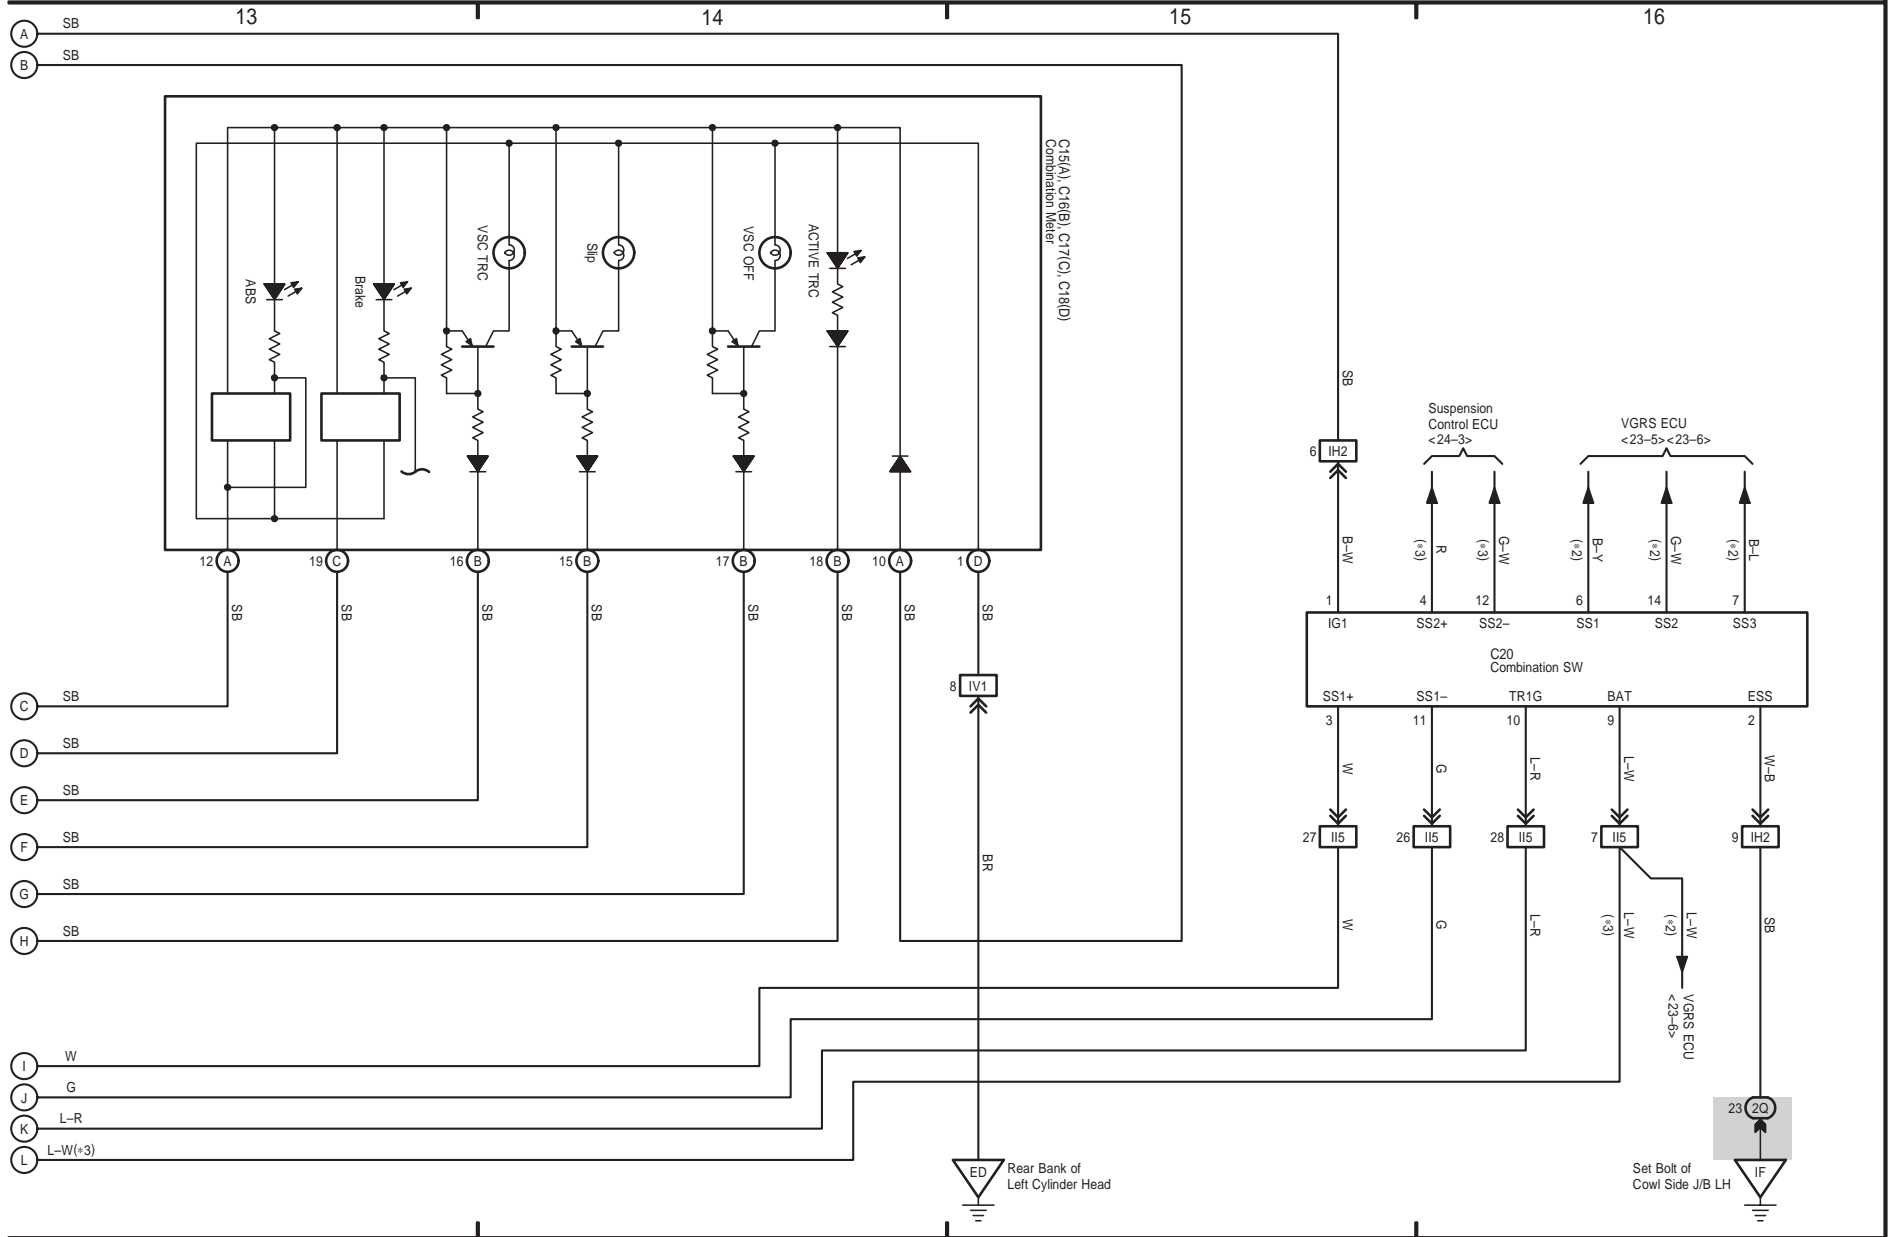 13 14 15 16
A SB
B SB
C15(A), C16(B), C17(C), C18(D)
Combination Meter
ABS
Brake
VSC TRC
Slip
VSC OFF
ACTIVE TRC
12 A 19 C 16 B 15 B 17 B 18 B 10 A 1 D
SB SB SB SB SB SB SB SB
8 IV1
BR
ED
Rear Bank of
Left Cylinder Head
SB
6 IH2
B–W
Suspension
Control ECU
<24–3>
VGRS ECU
<23–5><23–6>
R
(*3)
G–W
(*3)
B–Y
(*2)
G–W
(*2)
B–L
(*2)
1 4 12 6 14 7
IG1 SS2+ SS2– SS1 SS2 SS3
C20
Combination SW
SS1+ SS1– TR1G BAT ESS
3 11 10 9 2
W G L–R L–W W–B
27 II5 26 II5 28 II5 7 II5 9 IH2
W G L–R
L–W
(*3)
L–W
(*2)
SB
VGRS ECU
<23–6>
23 2Q
IF
Set Bolt of
Cowl Side J/B LH
C SB
D SB
E SB
F SB
G SB
H SB
I W
J G
K L–R
L L–W(*3)